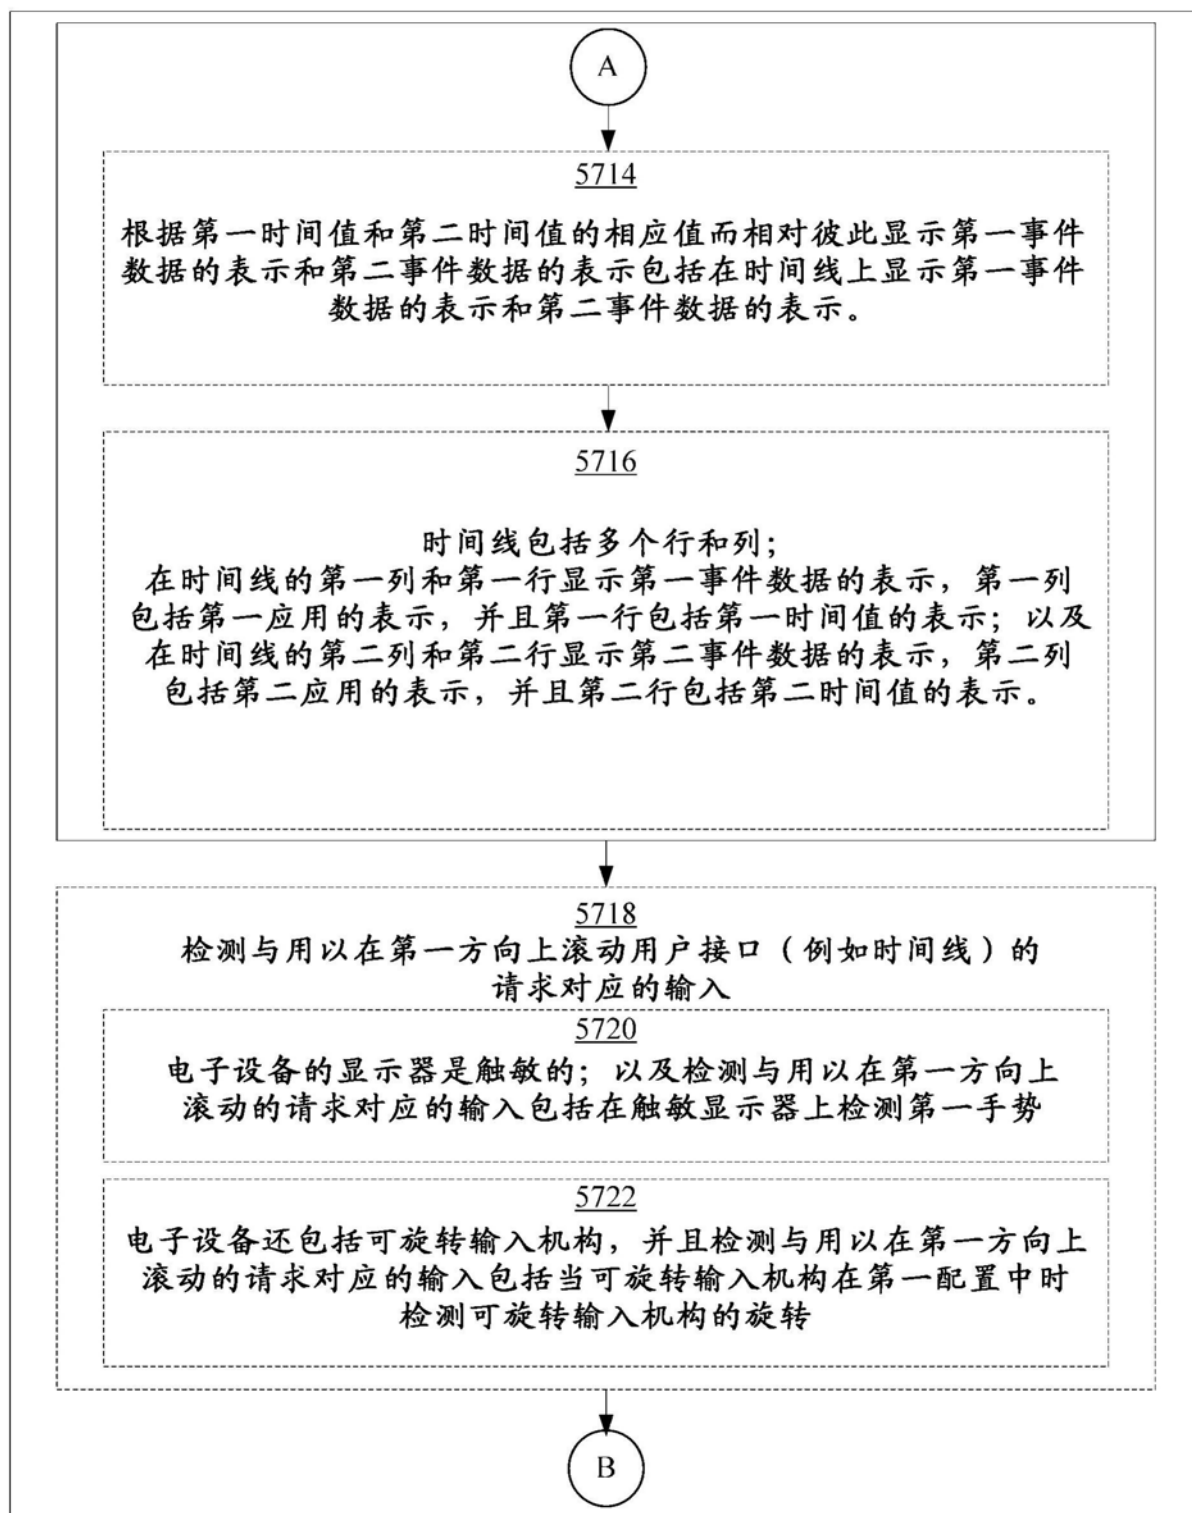 A
5714
根据第一时间值和第二时间值的相应值而相对彼此显示第一事件
数据的表示和第二事件数据的表示包括在时间线上显示第一事件
数据的表示和第二事件数据的表示。
5716
时间线包括多个行和列；
在时间线的第一列和第一行显示第一事件数据的表示，第一列
包括第一应用的表示，并且第一行包括第一时间值的表示；以及
在时间线的第二列和第二行显示第二事件数据的表示，第二列
包括第二应用的表示，并且第二行包括第二时间值的表示。
5718
检测与用以在第一方向上滚动用户接口（例如时间线）的
请求对应的输入
5720
电子设备的显示器是触敏的；以及检测与用以在第一方向上
滚动的请求对应的输入包括在触敏显示器上检测第一手势
5722
电子设备还包括可旋转输入机构，并且检测与用以在第一方向上
滚动的请求对应的输入包括当可旋转输入机构在第一配置中时
检测可旋转输入机构的旋转
B